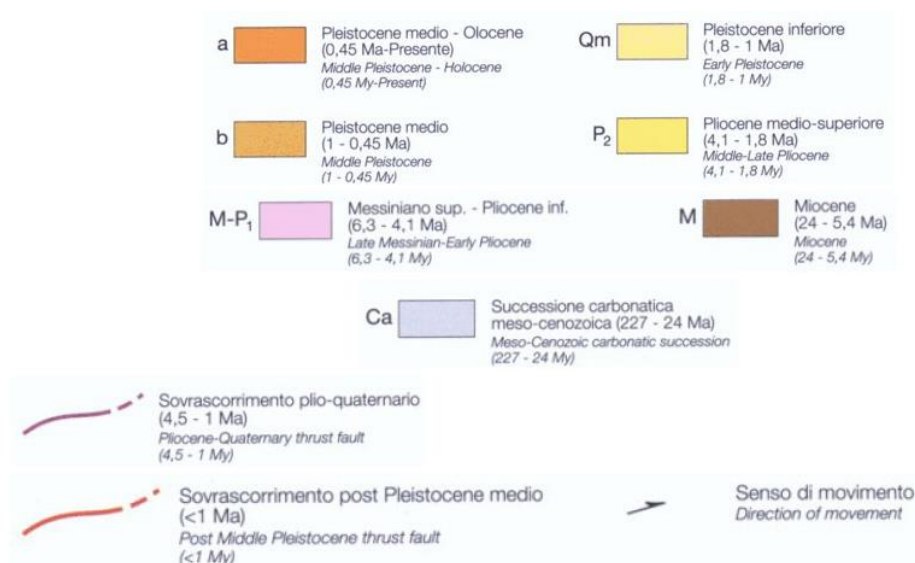 a
Pleistocene medio - Olocene
(0,45 Ma-Presente)
Middle Pleistocene - Holocene
(0,45 My-Present)
Qm
Pleistocene inferiore
(1,8 - 1 Ma)
Early Pleistocene
(1,8 - 1 My)
b
Pleistocene medio
(1 - 0,45 Ma)
Middle Pleistocene
(1 - 0,45 My)
P2
Pliocene medio-superiore
(4,1 - 1,8 Ma)
Middle-Late Pliocene
(4,1 - 1,8 My)
M-P1
Messiniano sup. - Pliocene inf.
(6,3 - 4,1 Ma)
Late Messinian-Early Pliocene
(6,3 - 4,1 My)
M
Miocene
(24 - 5,4 Ma)
Miocene
(24 - 5,4 My)
Ca
Successione carbonatica
meso-cenozoica (227 - 24 Ma)
Meso-Cenozoic carbonatic succession
(227 - 24 My)
Sovrascorrimento plio-quaternario
(4,5 - 1 Ma)
Pliocene-Quaternary thrust fault
(4,5 - 1 My)
Sovrascorrimento post Pleistocene medio
(<1 Ma)
Post Middle Pleistocene thrust fault
(<1 My)
Senso di movimento
Direction of movement